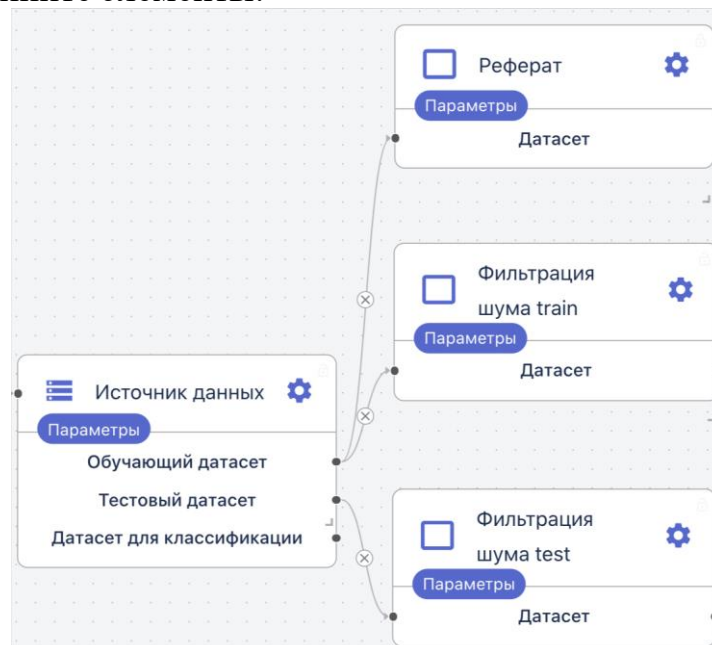 Реферат
Параметры
Датасет
Фильтрация
шума train
Параметры
Датасет
Источник данных
Параметры
Обучающий датасет
Тестовый датасет
Датасет для классификации
Фильтрация
шума test
Параметры
Датасет